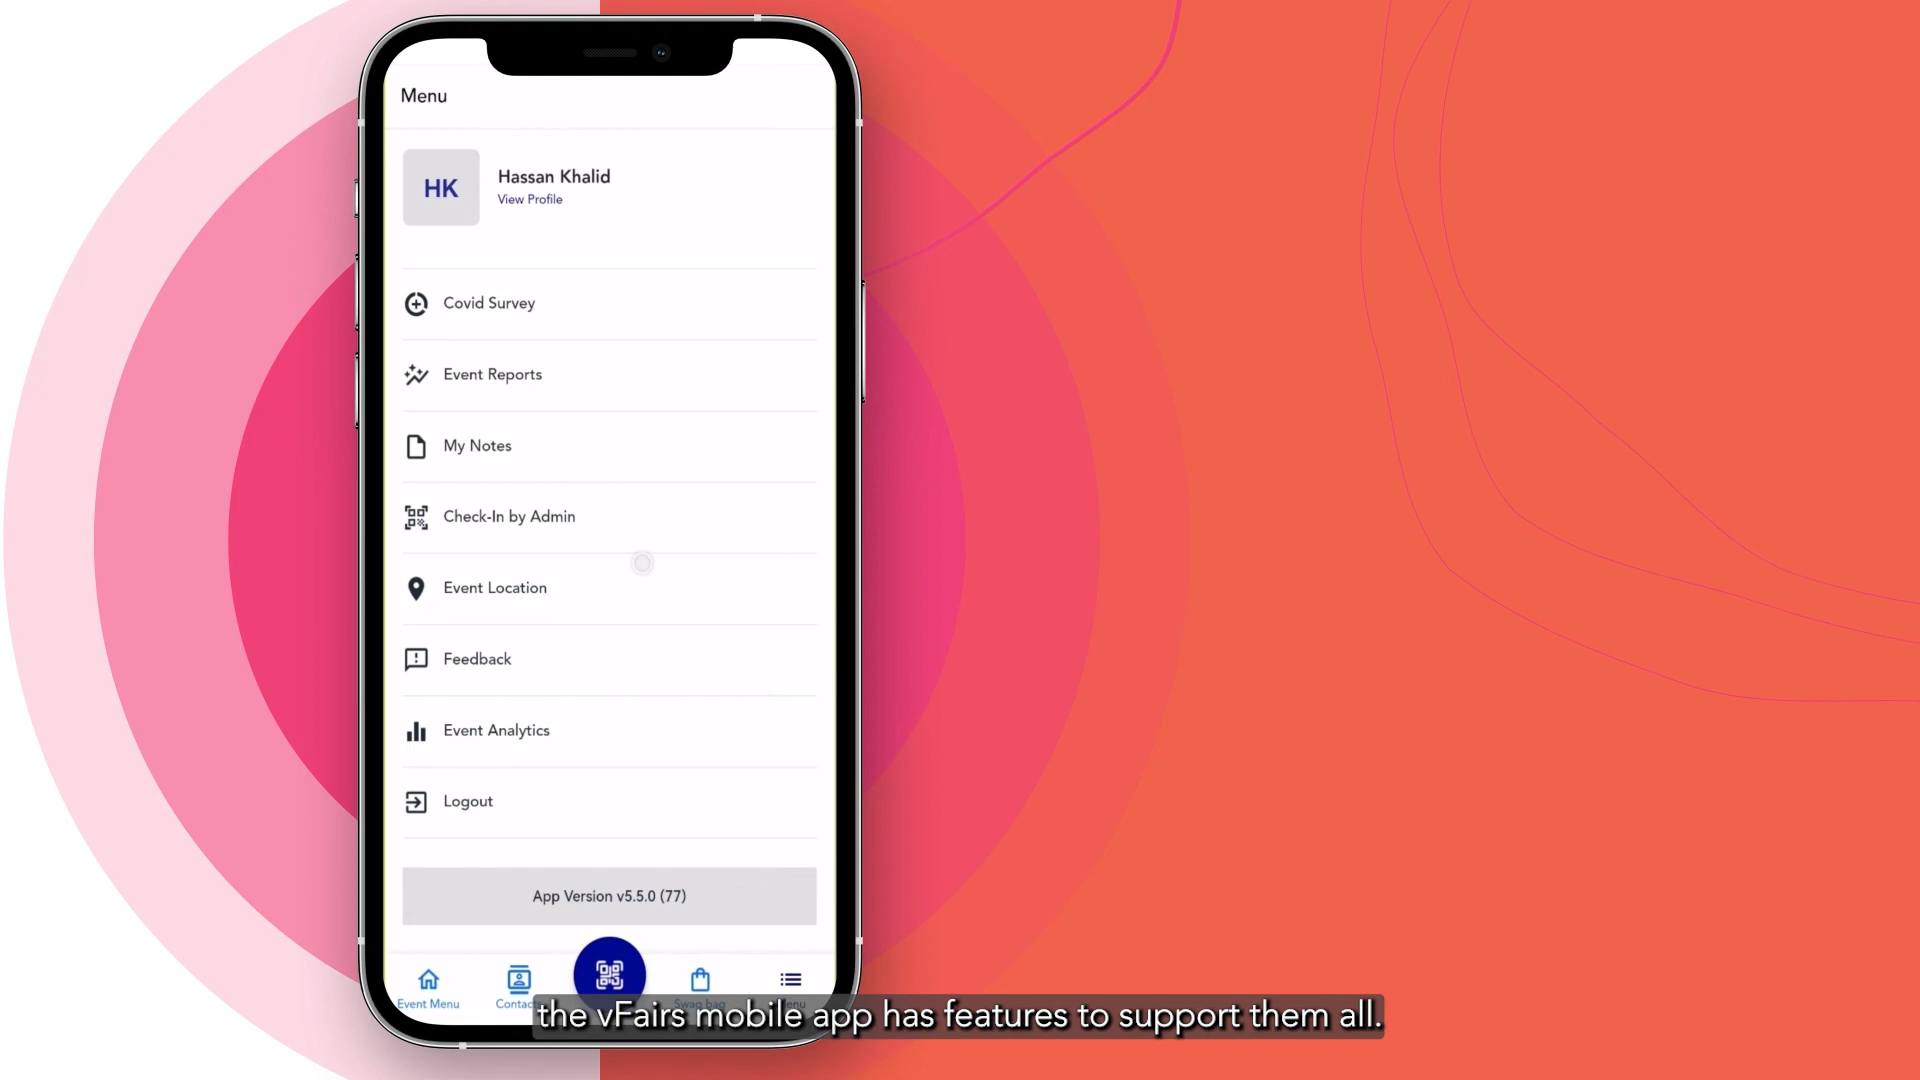 Menu
HK
Hassan Khalid
View Profile
Covid Survey
Event Reports
My Notes
Check-In by Admin
Event Location
Feedback
Event Analytics
Logout
App Version v5.5.0 (77)
Event Menu
Swag bag
the vFairs mobile app has features to support them all.